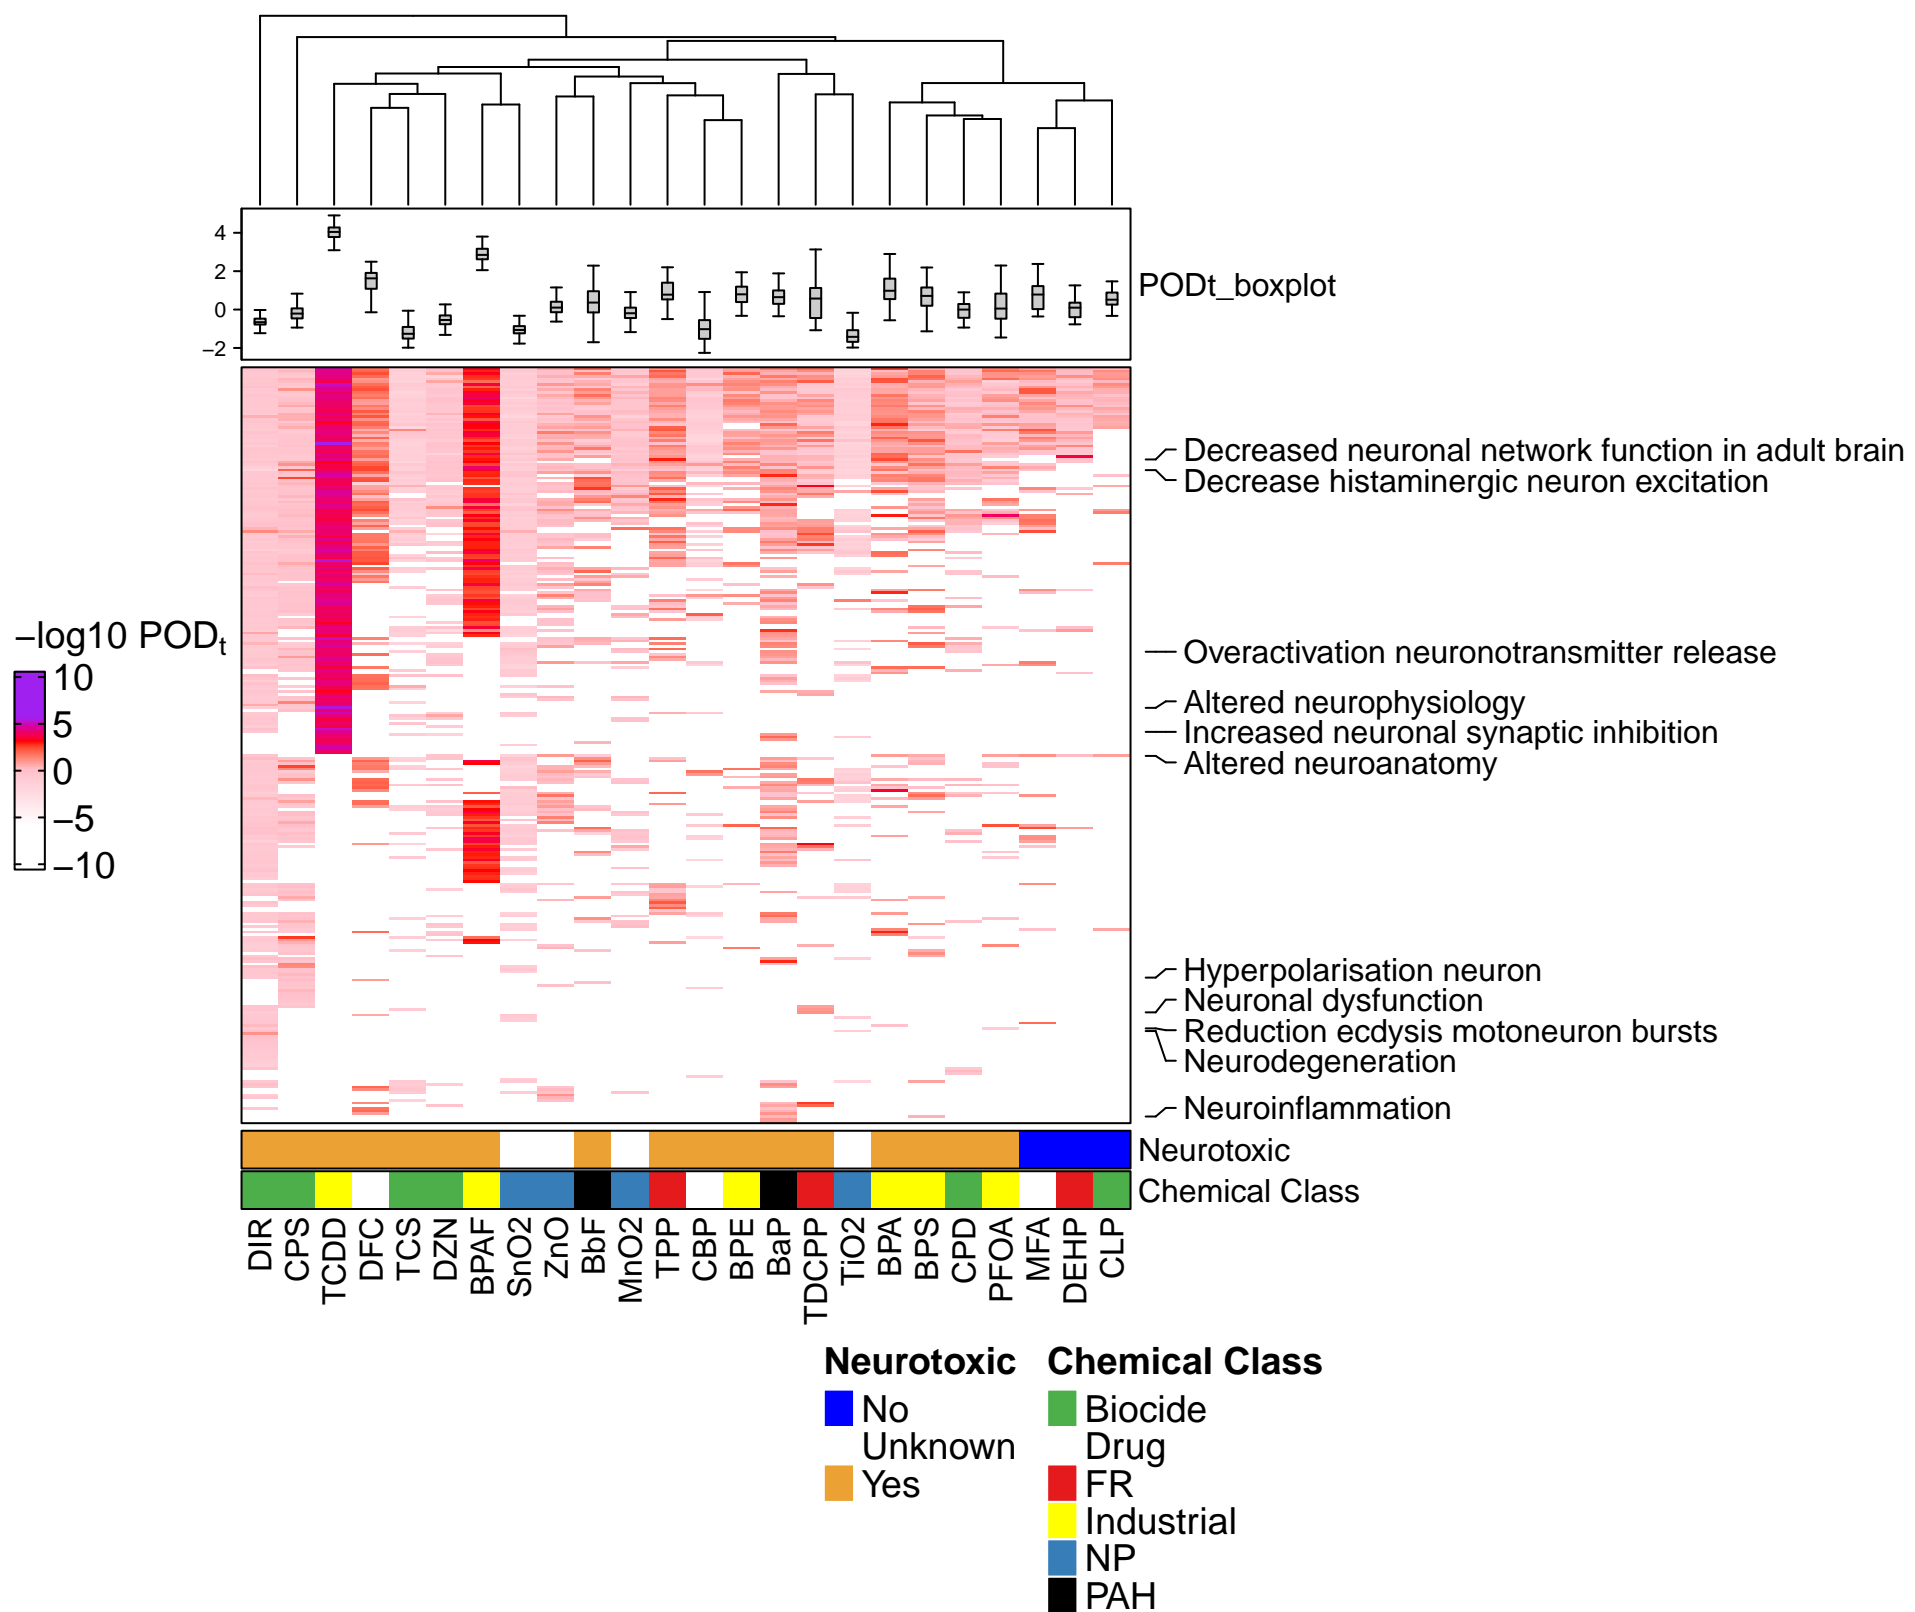 4
2
0
−2
PODt_boxplot
Decreased neuronal network function in adult brain
Decrease histaminergic neuron excitation
Overactivation neuronotransmitter release
Altered neurophysiology
Increased neuronal synaptic inhibition
Altered neuroanatomy
Hyperpolarisation neuron
Neuronal dysfunction
Reduction ecdysis motoneuron bursts
Neurodegeneration
Neuroinflammation
−log10 PODt
10
5
0
−5
−10
Neurotoxic
Chemical Class
DIR
CPS
TCDD
DFC
TCS
DZN
BPAF
SnO2
ZnO
BbF
MnO2
TPP
CBP
BPE
BaP
TDCPP
TiO2
BPA
BPS
CPD
PFOA
MFA
DEHP
CLP
Neurotoxic
No
Unknown
Yes
Chemical Class
Biocide
Drug
FR
Industrial
NP
PAH